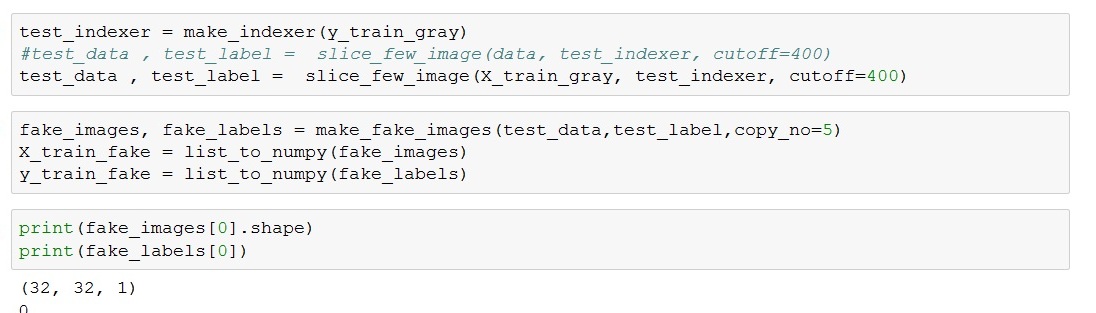 test_indexer = make_indexer(y_train_gray)
#test_data , test_label =  slice_few_image(data, test_indexer, cutoff=400)
test_data , test_label =  slice_few_image(X_train_gray, test_indexer, cutoff=400)
fake_images, fake_labels = make_fake_images(test_data,test_label,copy_no=5)
X_train_fake = list_to_numpy(fake_images)
y_train_fake = list_to_numpy(fake_labels)
print(fake_images[0].shape)
print(fake_labels[0])
(32, 32, 1)
0